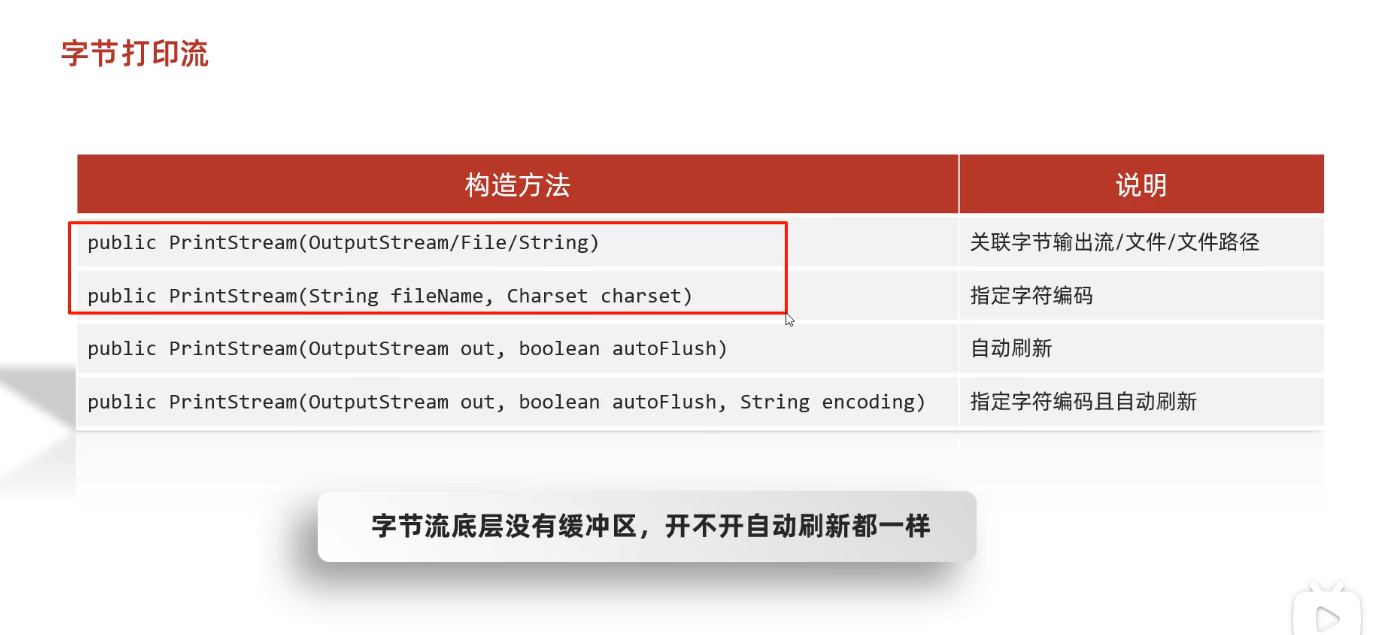 字节打印流
构造方法 说明
public PrintStream(OutputStream/File/String) 关联字节输出流/文件/文件路径
public PrintStream(String fileName, Charset charset) 指定字符编码
public PrintStream(OutputStream out, boolean autoFlush) 自动刷新
public PrintStream(OutputStream out, boolean autoFlush, String encoding) 指定字符编码且自动刷新
字节流底层没有缓冲区，开不开自动刷新都一样